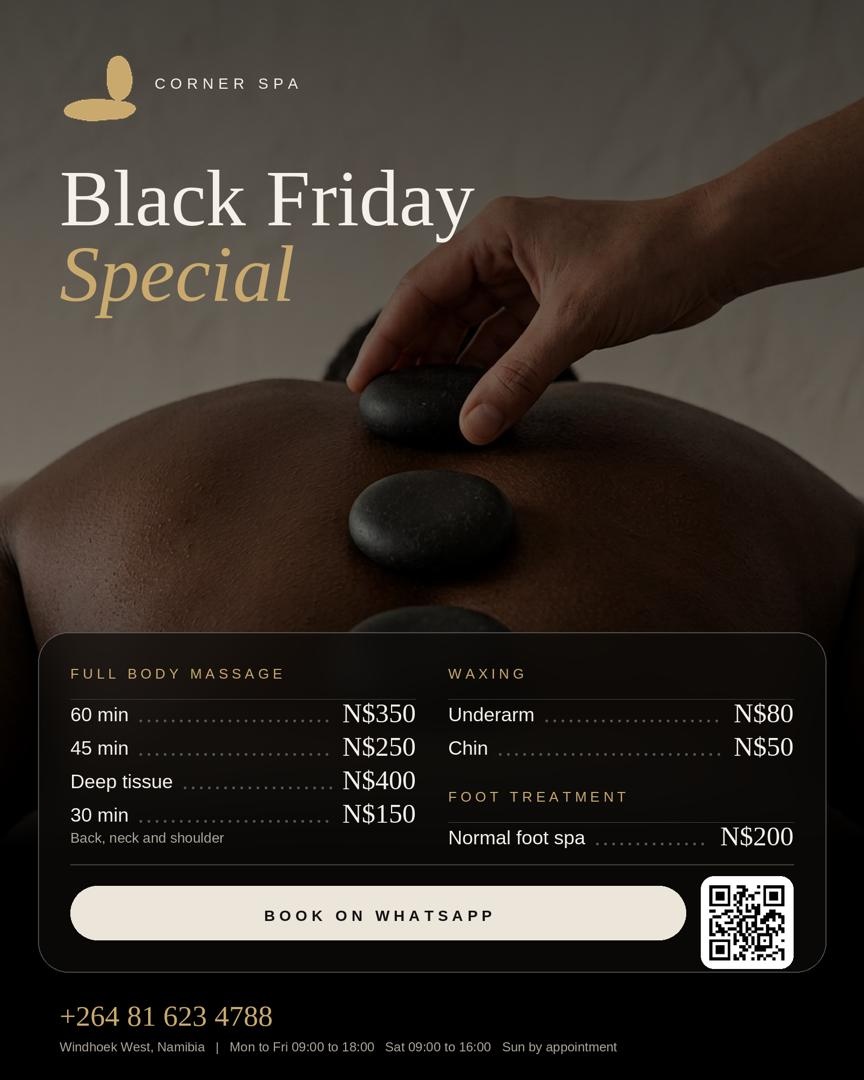 CORNER SPA
Black Friday
Special
FULL BODY MASSAGE
60 min ........................ N$350
45 min ........................ N$250
Deep tissue ................... N$400
30 min ........................ N$150
Back, neck and shoulder
WAXING
Underarm ...................... N$80
Chin ............................ N$50
FOOT TREATMENT
Normal foot spa .............. N$200
BOOK ON WHATSAPP
+264 81 623 4788
Windhoek West, Namibia | Mon to Fri 09:00 to 18:00 Sat 09:00 to 16:00 Sun by appointment